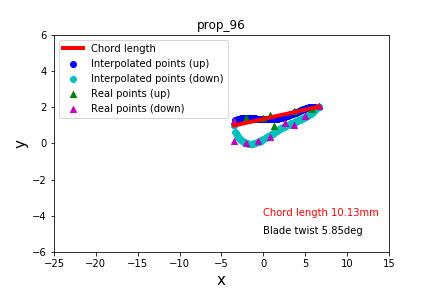 prop_96
Chord length
Interpolated points (up)
Interpolated points (down)
Real points (up)
Real points (down)
6
4
2
0
−2
−4
−6
y
Chord length 10.13mm
Blade twist 5.85deg
−25 −20 −15 −10 −5 0 5 10 15
x